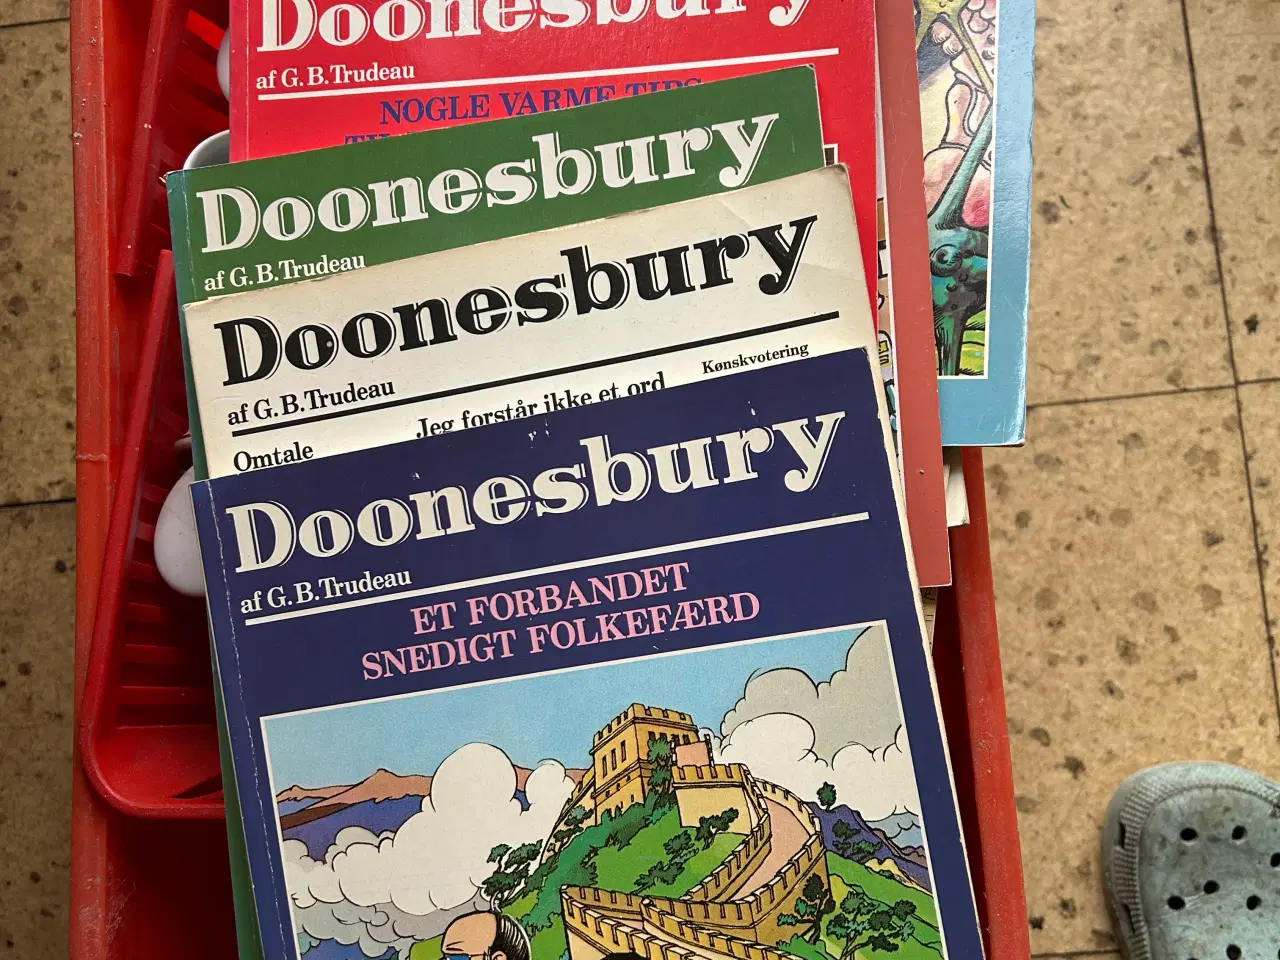 Doonesbury
af G. B. Trudeau
NOGLE VARME TIPS
Doonesbury
af G. B. Trudeau
Doonesbury
af G. B. Trudeau
Kønskvotering
Jeg forstår ikke et ord
Omtale
Doonesbury
af G. B. Trudeau
ET FORBANDET
SNEDIGT FOLKEFÆRD